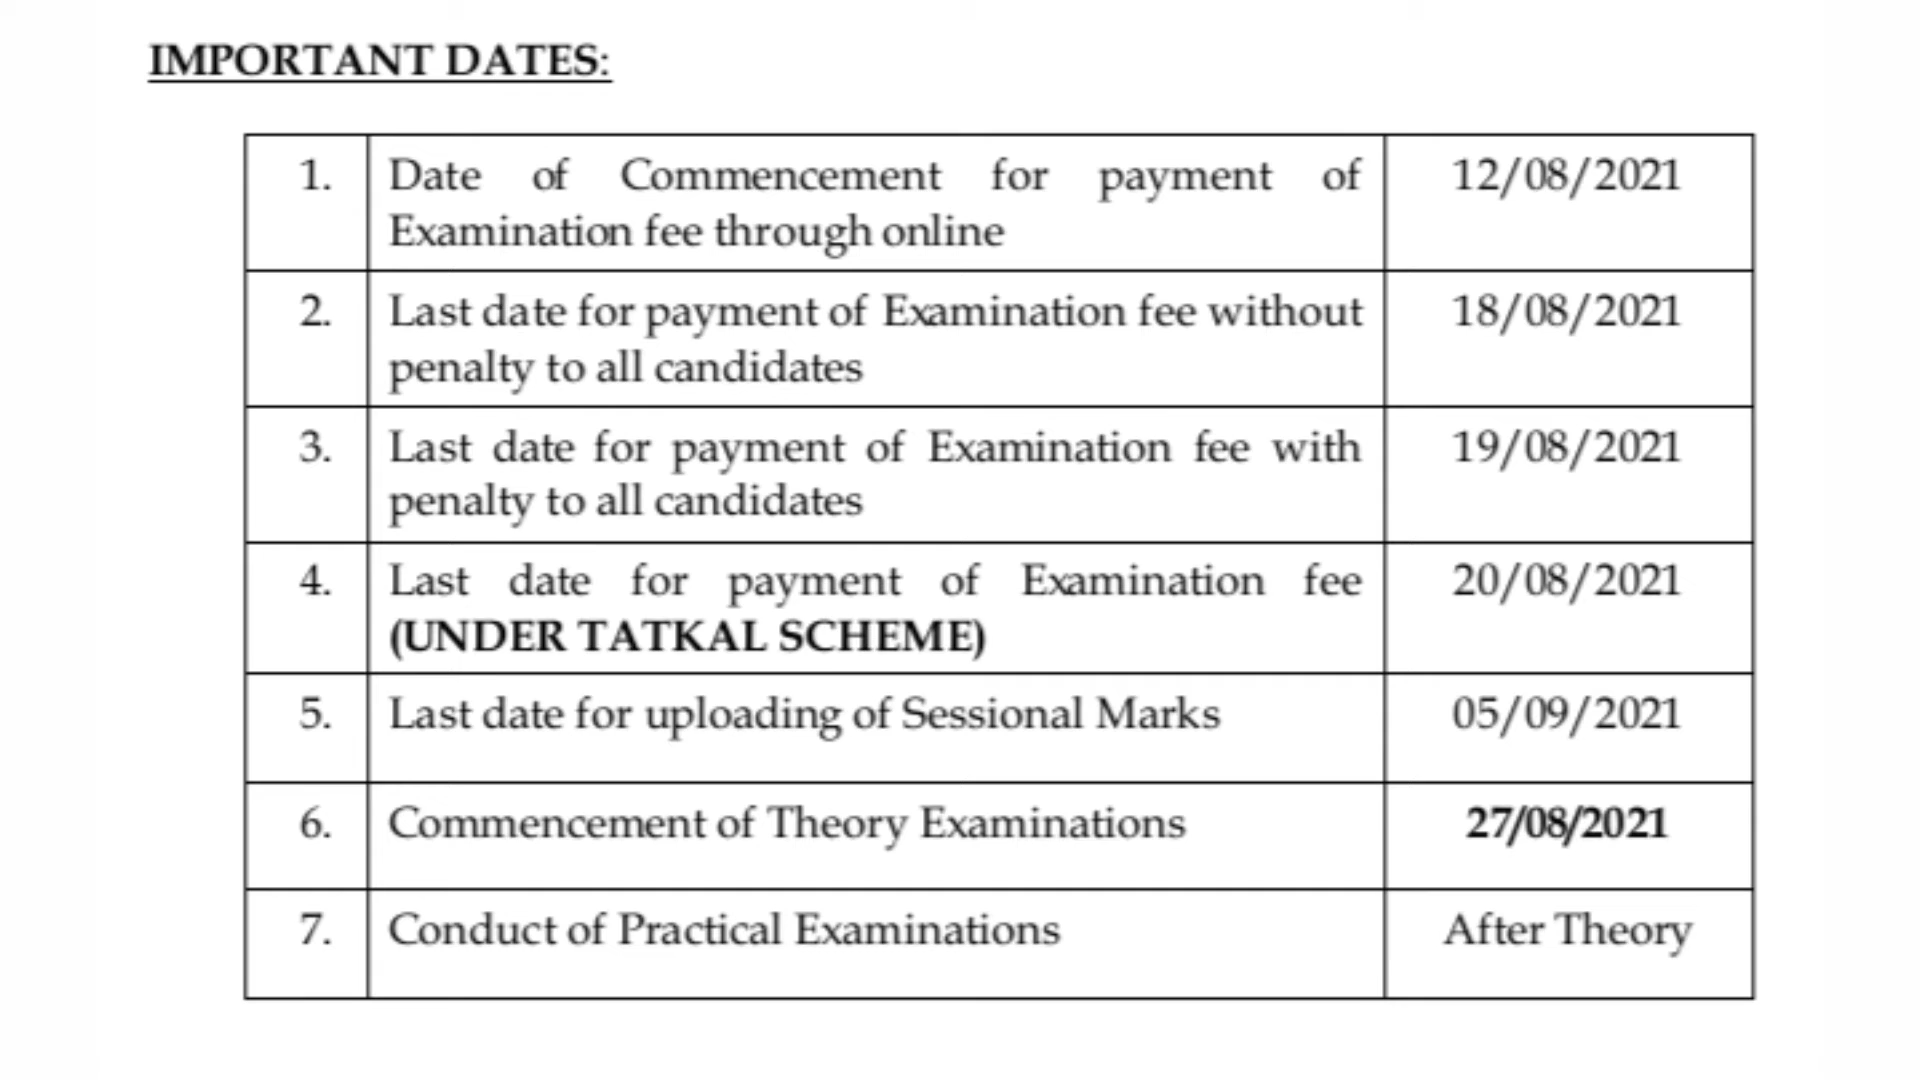 IMPORTANT DATES:
1. Date of Commencement for payment of 12/08/2021
Examination fee through online
2. Last date for payment of Examination fee without 18/08/2021
penalty to all candidates
3. Last date for payment of Examination fee with 19/08/2021
penalty to all candidates
4. Last date for payment of Examination fee 20/08/2021
(UNDER TATKAL SCHEME)
5. Last date for uploading of Sessional Marks 05/09/2021
6. Commencement of Theory Examinations 27/08/2021
7. Conduct of Practical Examinations After Theory